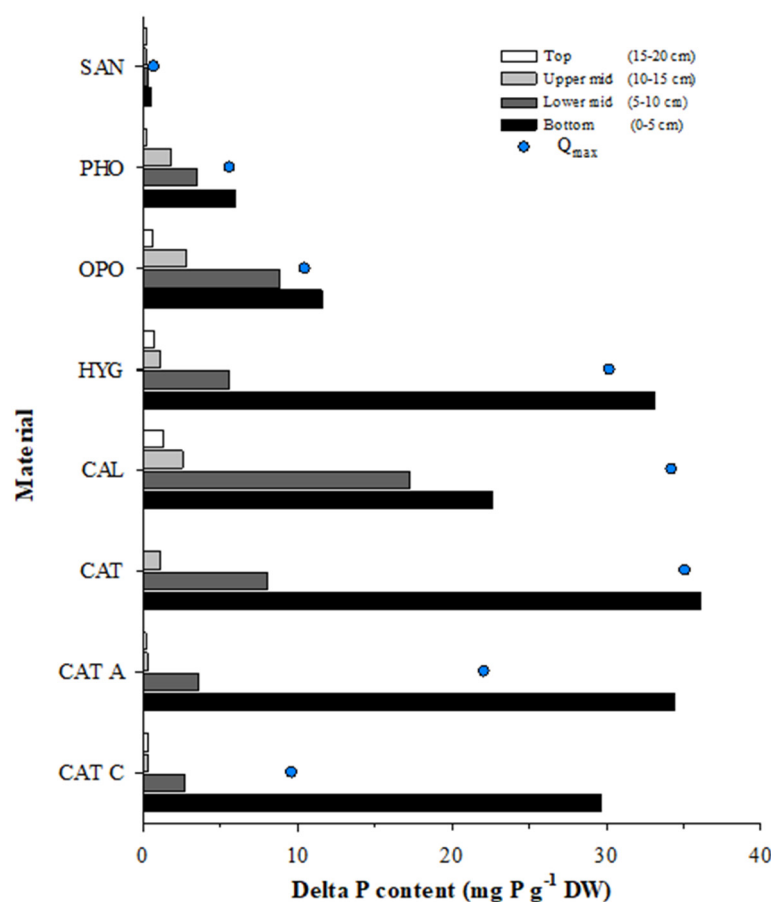 SAN
PHO
OPO
HYG
CAL
CAT
CAT A
CAT C
Material
Top (15-20 cm)
Upper mid (10-15 cm)
Lower mid (5-10 cm)
Bottom (0-5 cm)
Qmax
0 10 20 30 40
Delta P content (mg P g-1 DW)